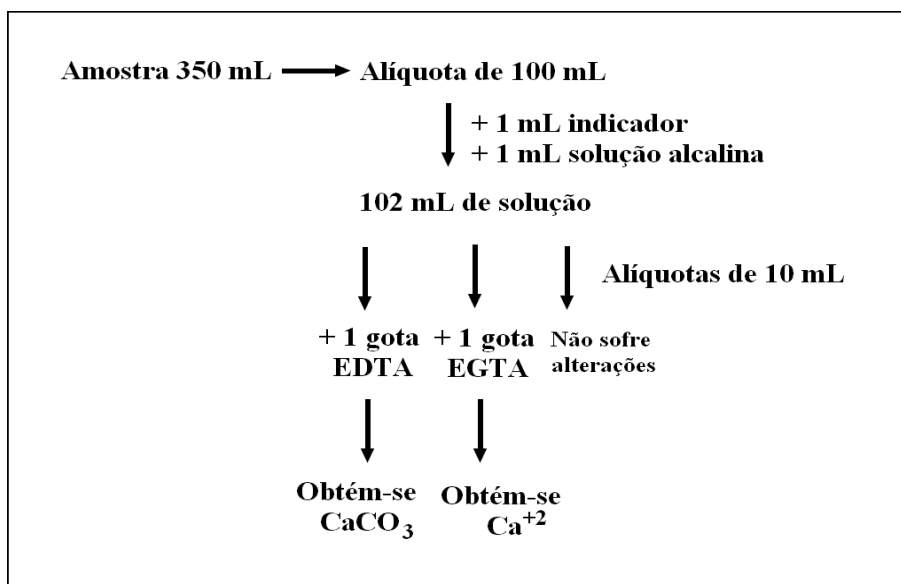 Amostra 350 mL
Alíquota de 100 mL
+ 1 mL indicador
+ 1 mL solução alcalina
102 mL de solução
Alíquotas de 10 mL
+ 1 gota
EDTA
+ 1 gota
EGTA
Não sofre
alterações
Obtém-se
CaCO₃
Obtém-se
Ca⁺²